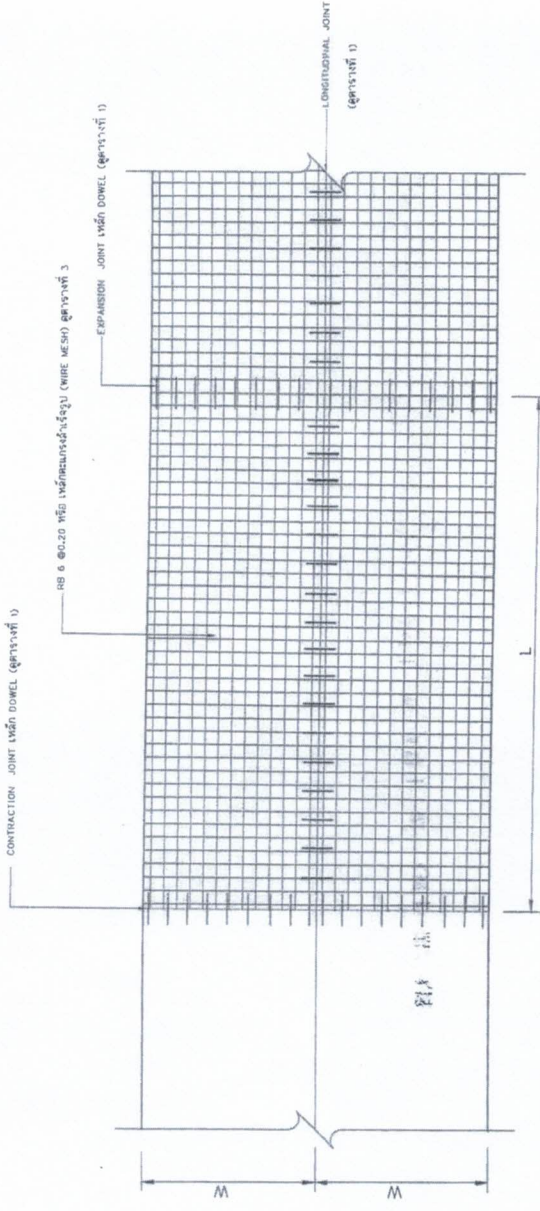 CONTRACTION JOINT เหล็ก DOWEL (ดูตารางที่ 1)
RB 6 @0.20 หรือ เหล็กตะแกรงสำเร็จรูป (WIRE MESH) ดูตารางที่ 3
EXPANSION JOINT เหล็ก DOWEL (ดูตารางที่ 1)
LONGITUDINAL JOINT
(ดูตารางที่ 1)
W
W
L